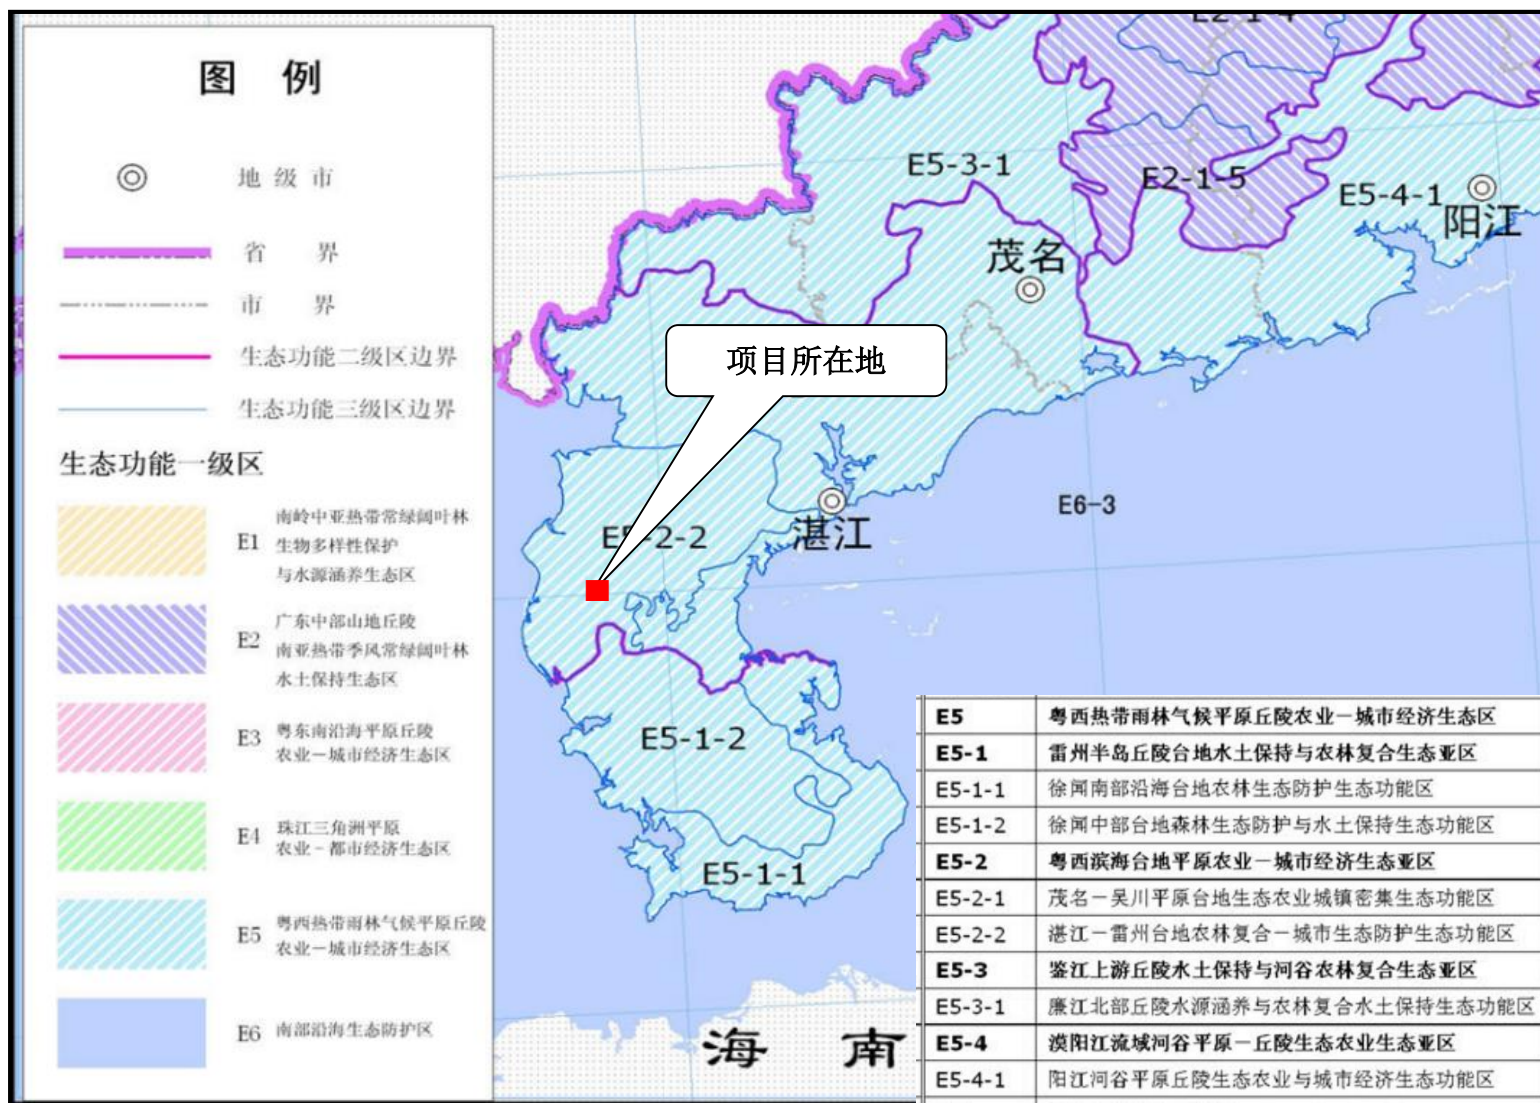 图 例
地级市
省 界
市 界
生态功能二级区边界
生态功能三级区边界
生态功能一级区
E1
南岭中亚热带常绿阔叶林
生物多样性保护
与水源涵养生态区
E2
广东中部山地丘陵
南亚热带季风常绿阔叶林
水土保持生态区
E3
粤东南沿海平原丘陵
农业－城市经济生态区
E4
珠江三角洲平原
农业－都市经济生态区
E5
粤西热带雨林气候平原丘陵
农业－城市经济生态区
E6 南部沿海生态防护区
E2-1-4
E5-3-1
E2-1-5
E5-4-1
阳江
茂名
项目所在地
E6-3
E5-2-2
湛江
E5-1-2
E5-1-1
海 南
E5 粤西热带雨林气候平原丘陵农业－城市经济生态区
E5-1 雷州半岛丘陵台地水土保持与农林复合生态亚区
E5-1-1 徐闻南部沿海台地农林生态防护生态功能区
E5-1-2 徐闻中部台地森林生态防护与水土保持生态功能区
E5-2 粤西滨海台地平原农业－城市经济生态亚区
E5-2-1 茂名－吴川平原台地生态农业城镇密集生态功能区
E5-2-2 湛江－雷州台地农林复合－城市生态防护生态功能区
E5-3 鉴江上游丘陵水土保持与河谷农林复合生态亚区
E5-3-1 廉江北部丘陵水源涵养与农林复合水土保持生态功能区
E5-4 漠阳江流域河谷平原－丘陵生态农业生态亚区
E5-4-1 阳江河谷平原丘陵生态农业与城市经济生态功能区